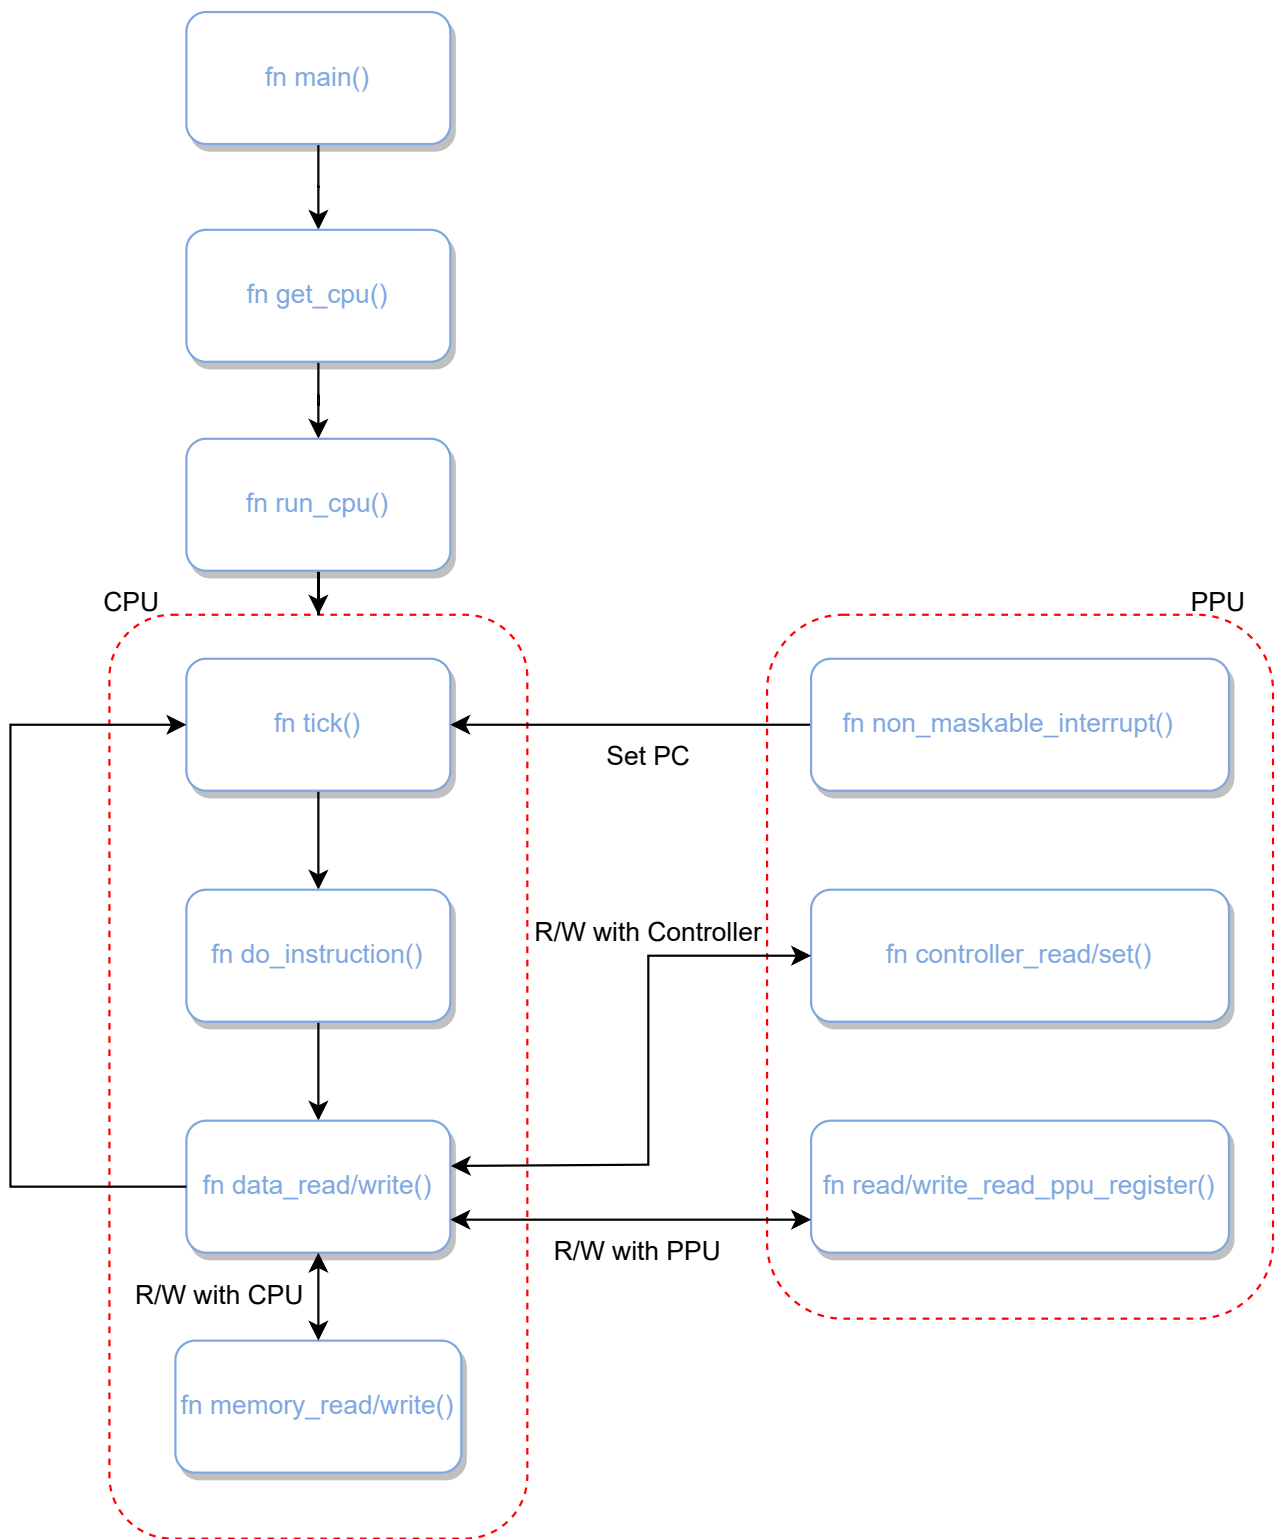 fn main()
fn get_cpu()
fn run_cpu()
CPU
PPU
fn tick()
fn non_maskable_interrupt()
Set PC
R/W with Controller
fn do_instruction()
fn controller_read/set()
fn data_read/write()
fn read/write_read_ppu_register()
R/W with PPU
R/W with CPU
fn memory_read/write()